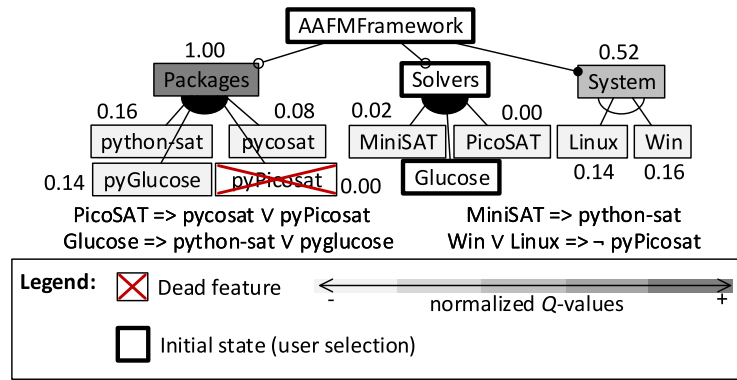 AAFMFramework
1.00
0.52
Packages
Solvers
System
0.16
0.08
0.02
0.00
python-sat
pycosat
MiniSAT
PicoSAT
Linux
Win
0.14
pyGlucose
pyPicosat
0.00
Glucose
0.14
0.16
PicoSAT => pycosat ∨ pyPicosat
MiniSAT => python-sat
Glucose => python-sat ∨ pyglucose
Win ∨ Linux => ¬ pyPicosat
Legend:
Dead feature
- +
normalized Q-values
Initial state (user selection)